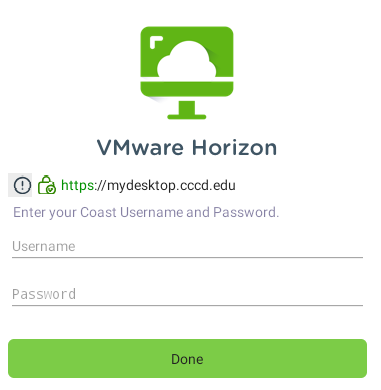 VMware Horizon
https://mydesktop.cccd.edu
Enter your Coast Username and Password.
Username
Password
Done